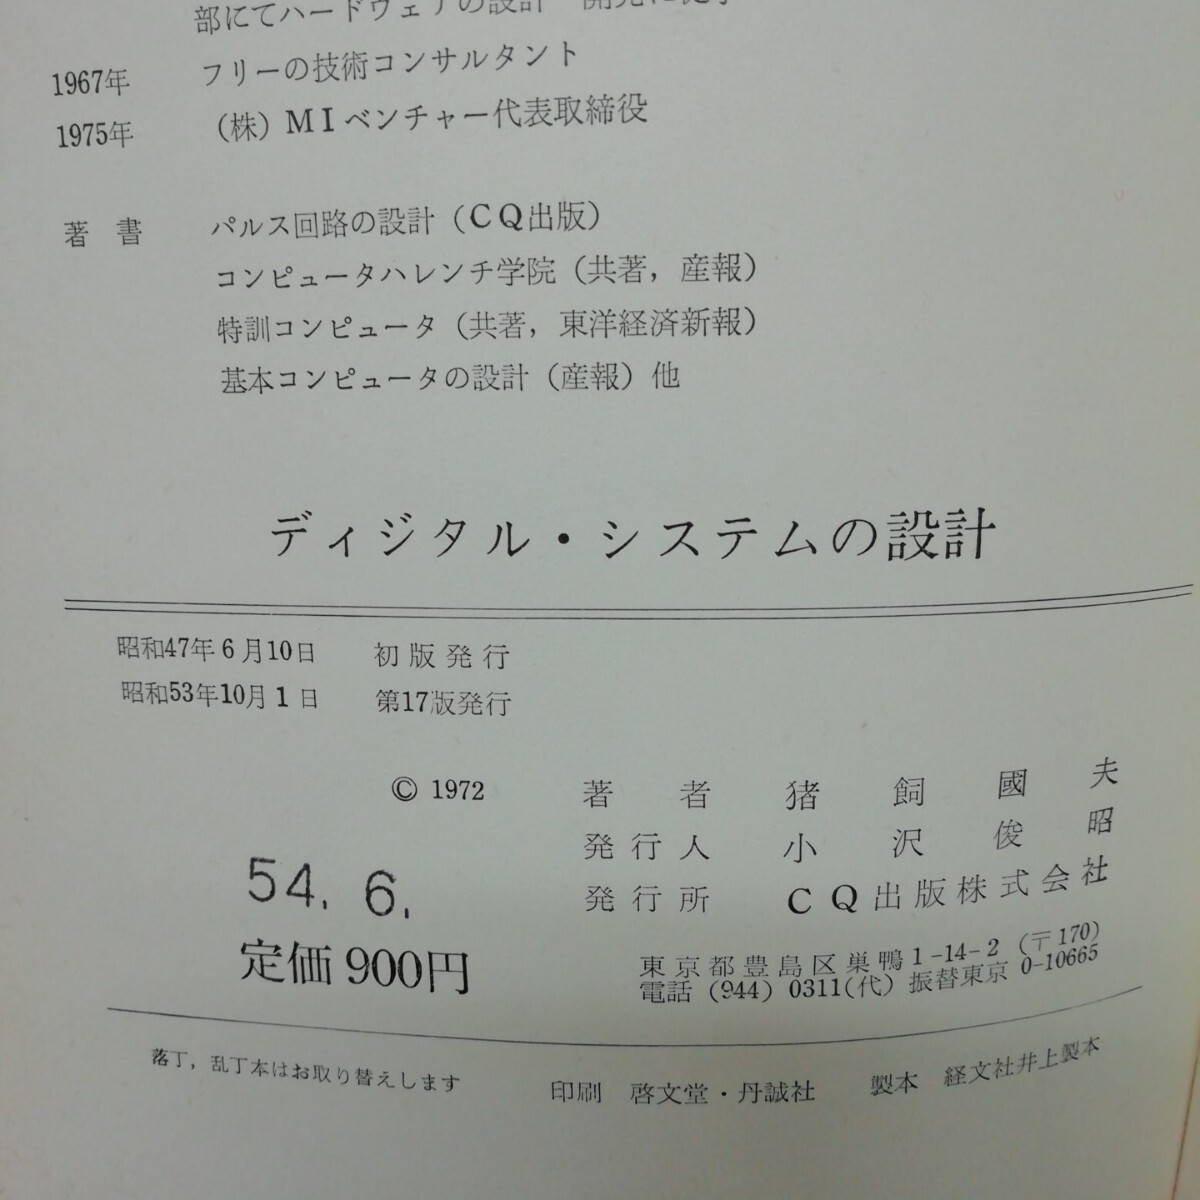 部にてハードウェアの設計 開発に従事
1967年 フリーの技術コンサルタント
1975年 (株)MIベンチャー代表取締役
著書 パルス回路の設計(CQ出版)
コンピュータハレンチ学院(共著,産報)
特訓コンピュータ(共著,東洋経済新報)
基本コンピュータの設計(産報)他
ディジタル・システムの設計
昭和47年6月10日 初版発行
昭和53年10月1日 第17版発行
© 1972 著者 猪飼國夫
発行人 小沢俊昭
発行所 CQ出版株式会社
54.6.
定価900円
東京都豊島区巣鴨1-14-2(〒170)
電話(944)0311(代)振替東京 0-10665
落丁,乱丁本はお取り替えします
印刷 啓文堂・丹誠社 製本 経文社井上製本